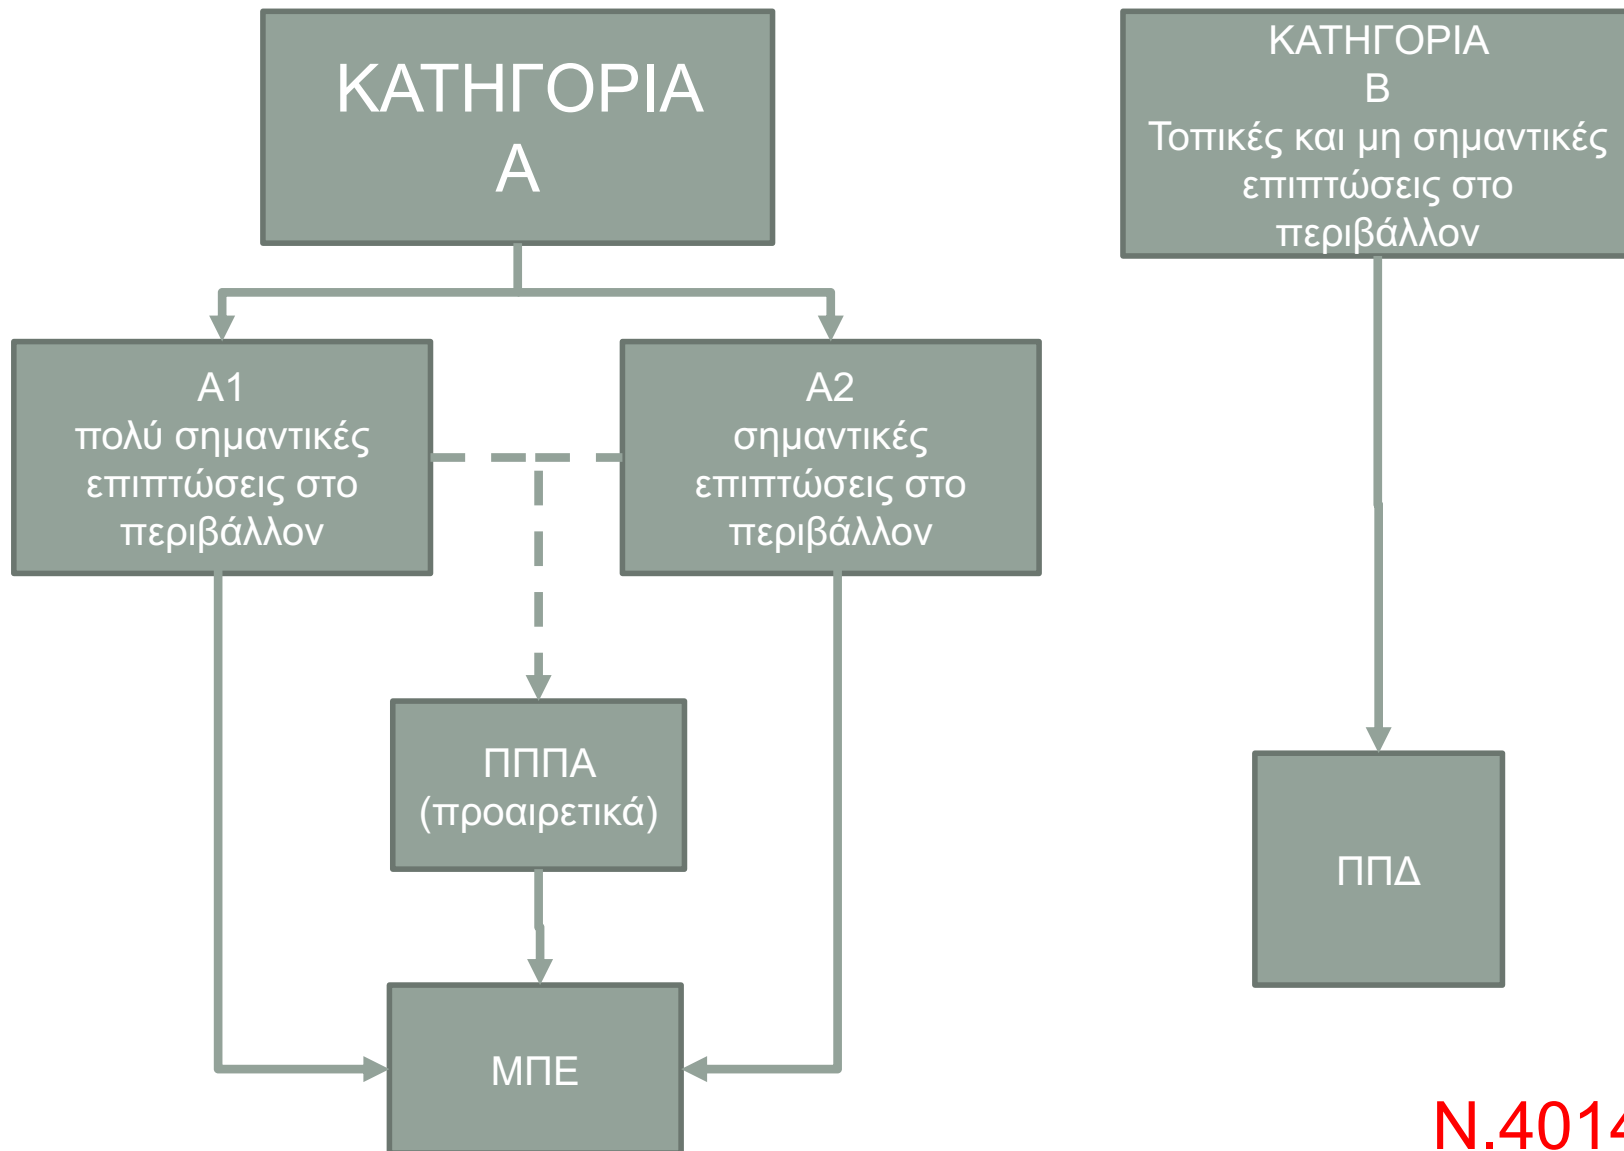 ΚΑΤΗΓΟΡΙΑ
Α
ΚΑΤΗΓΟΡΙΑ
Β
Τοπικές και μη σημαντικές
επιπτώσεις στο
περιβάλλον
Α1
πολύ σημαντικές
επιπτώσεις στο
περιβάλλον
Α2
σημαντικές
επιπτώσεις στο
περιβάλλον
ΠΠΠΑ
(προαιρετικά)
ΠΠΔ
ΜΠΕ
Ν.4014